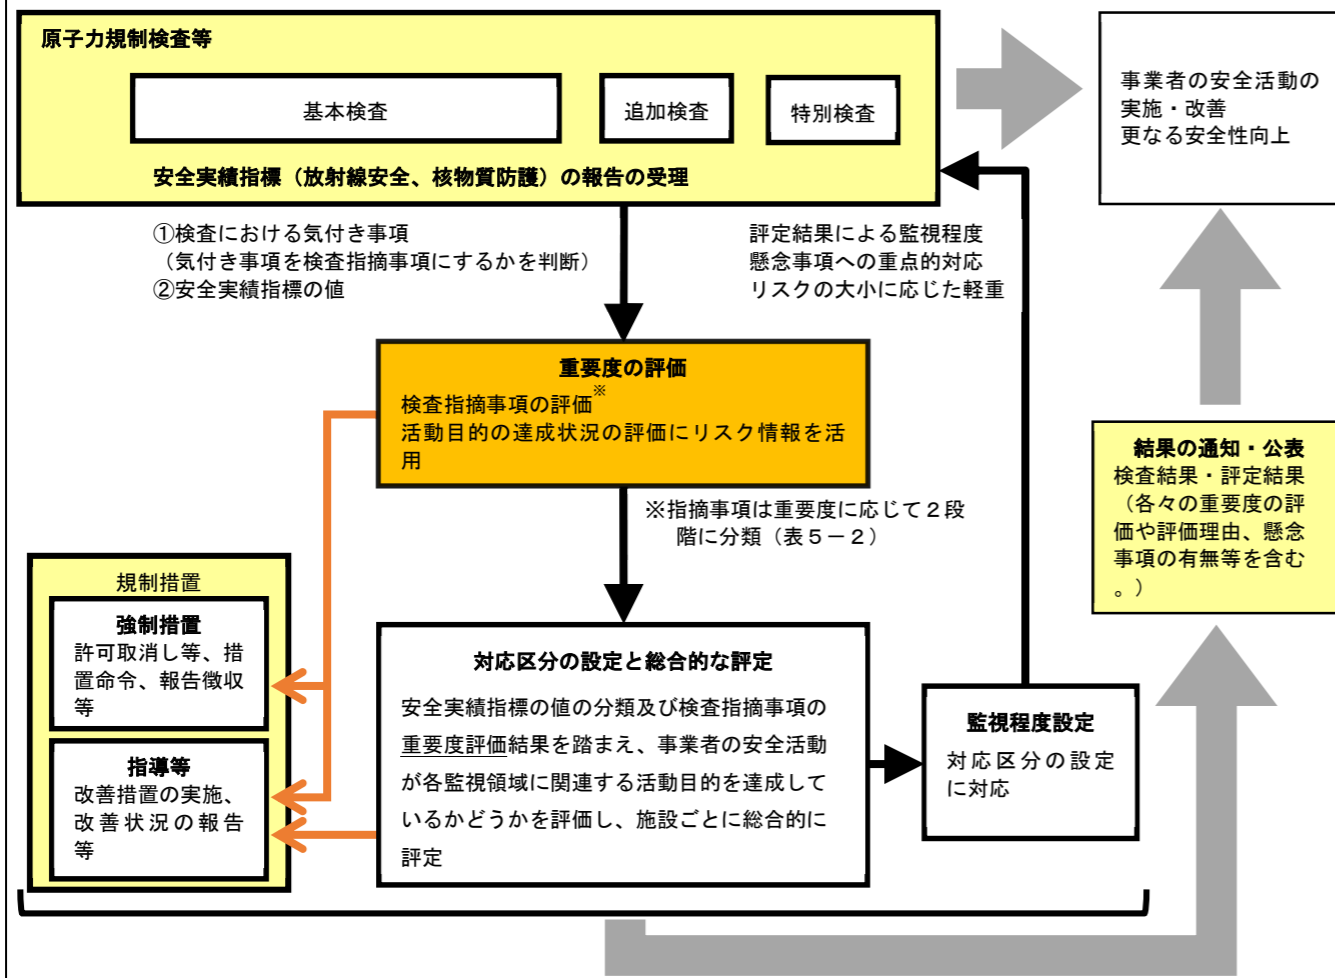 原子力規制検査等
基本検査
追加検査
特別検査
安全実績指標（放射線安全、核物質防護）の報告の受理
事業者の安全活動の
実施・改善
更なる安全性向上
①検査における気付き事項
（気付き事項を検査指摘事項にするかを判断）
②安全実績指標の値
評定結果による監視程度
懸念事項への重点的対応
リスクの大小に応じた軽重
重要度の評価
検査指摘事項の評価※
活動目的の達成状況の評価にリスク情報を活
用
※指摘事項は重要度に応じて２段
階に分類（表５－２）
結果の通知・公表
検査結果・評定結果
（各々の重要度の評
価や評価理由、懸念
事項の有無等を含む
。）
規制措置
強制措置
許可取消し等、措
置命令、報告徴収
等
指導等
改善措置の実施、
改善状況の報告
等
対応区分の設定と総合的な評定
安全実績指標の値の分類及び検査指摘事項の
重要度評価結果を踏まえ、事業者の安全活動
が各監視領域に関連する活動目的を達成して
いるかどうかを評価し、施設ごとに総合的に
評定
監視程度設定
対応区分の設定
に対応